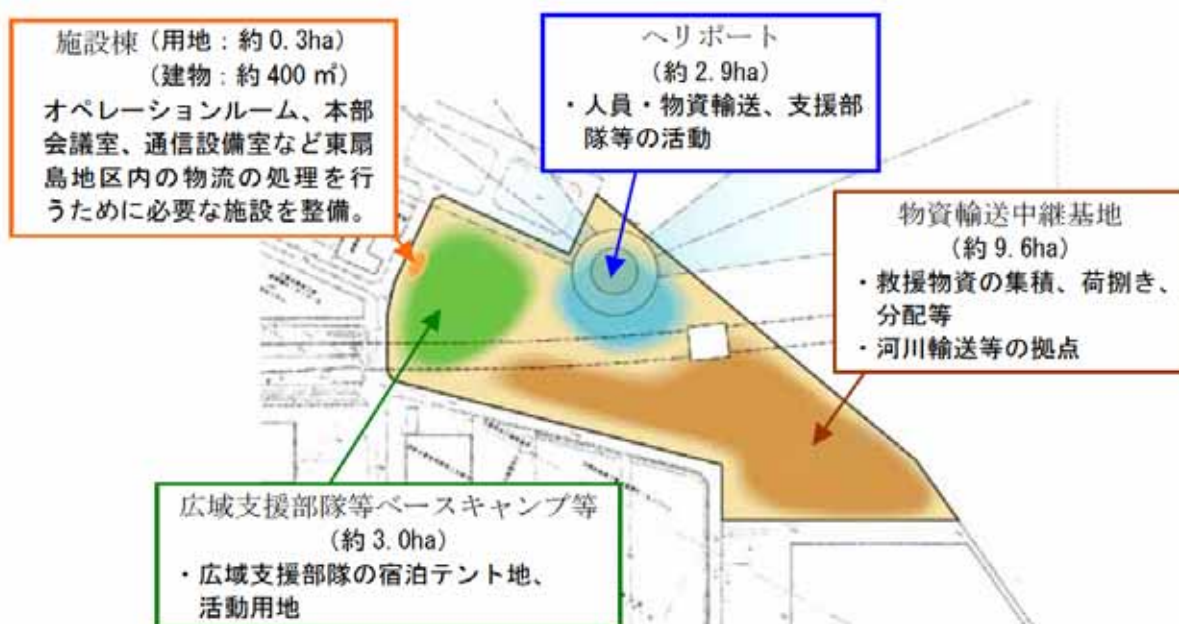 施設棟（用地：約0.3ha）
（建物：約400㎡）
オペレーションルーム、本部
会議室、通信設備室など東扇
島地区内の物流の処理を行
うために必要な施設を整備。
ヘリポート
（約2.9ha）
・人員・物資輸送、支援部
隊等の活動
物資輸送中継基地
（約9.6ha）
・救援物資の集積、荷捌き、
分配等
・河川輸送等の拠点
広域支援部隊等ベースキャンプ等
（約3.0ha）
・広域支援部隊の宿泊テント地、
活動用地